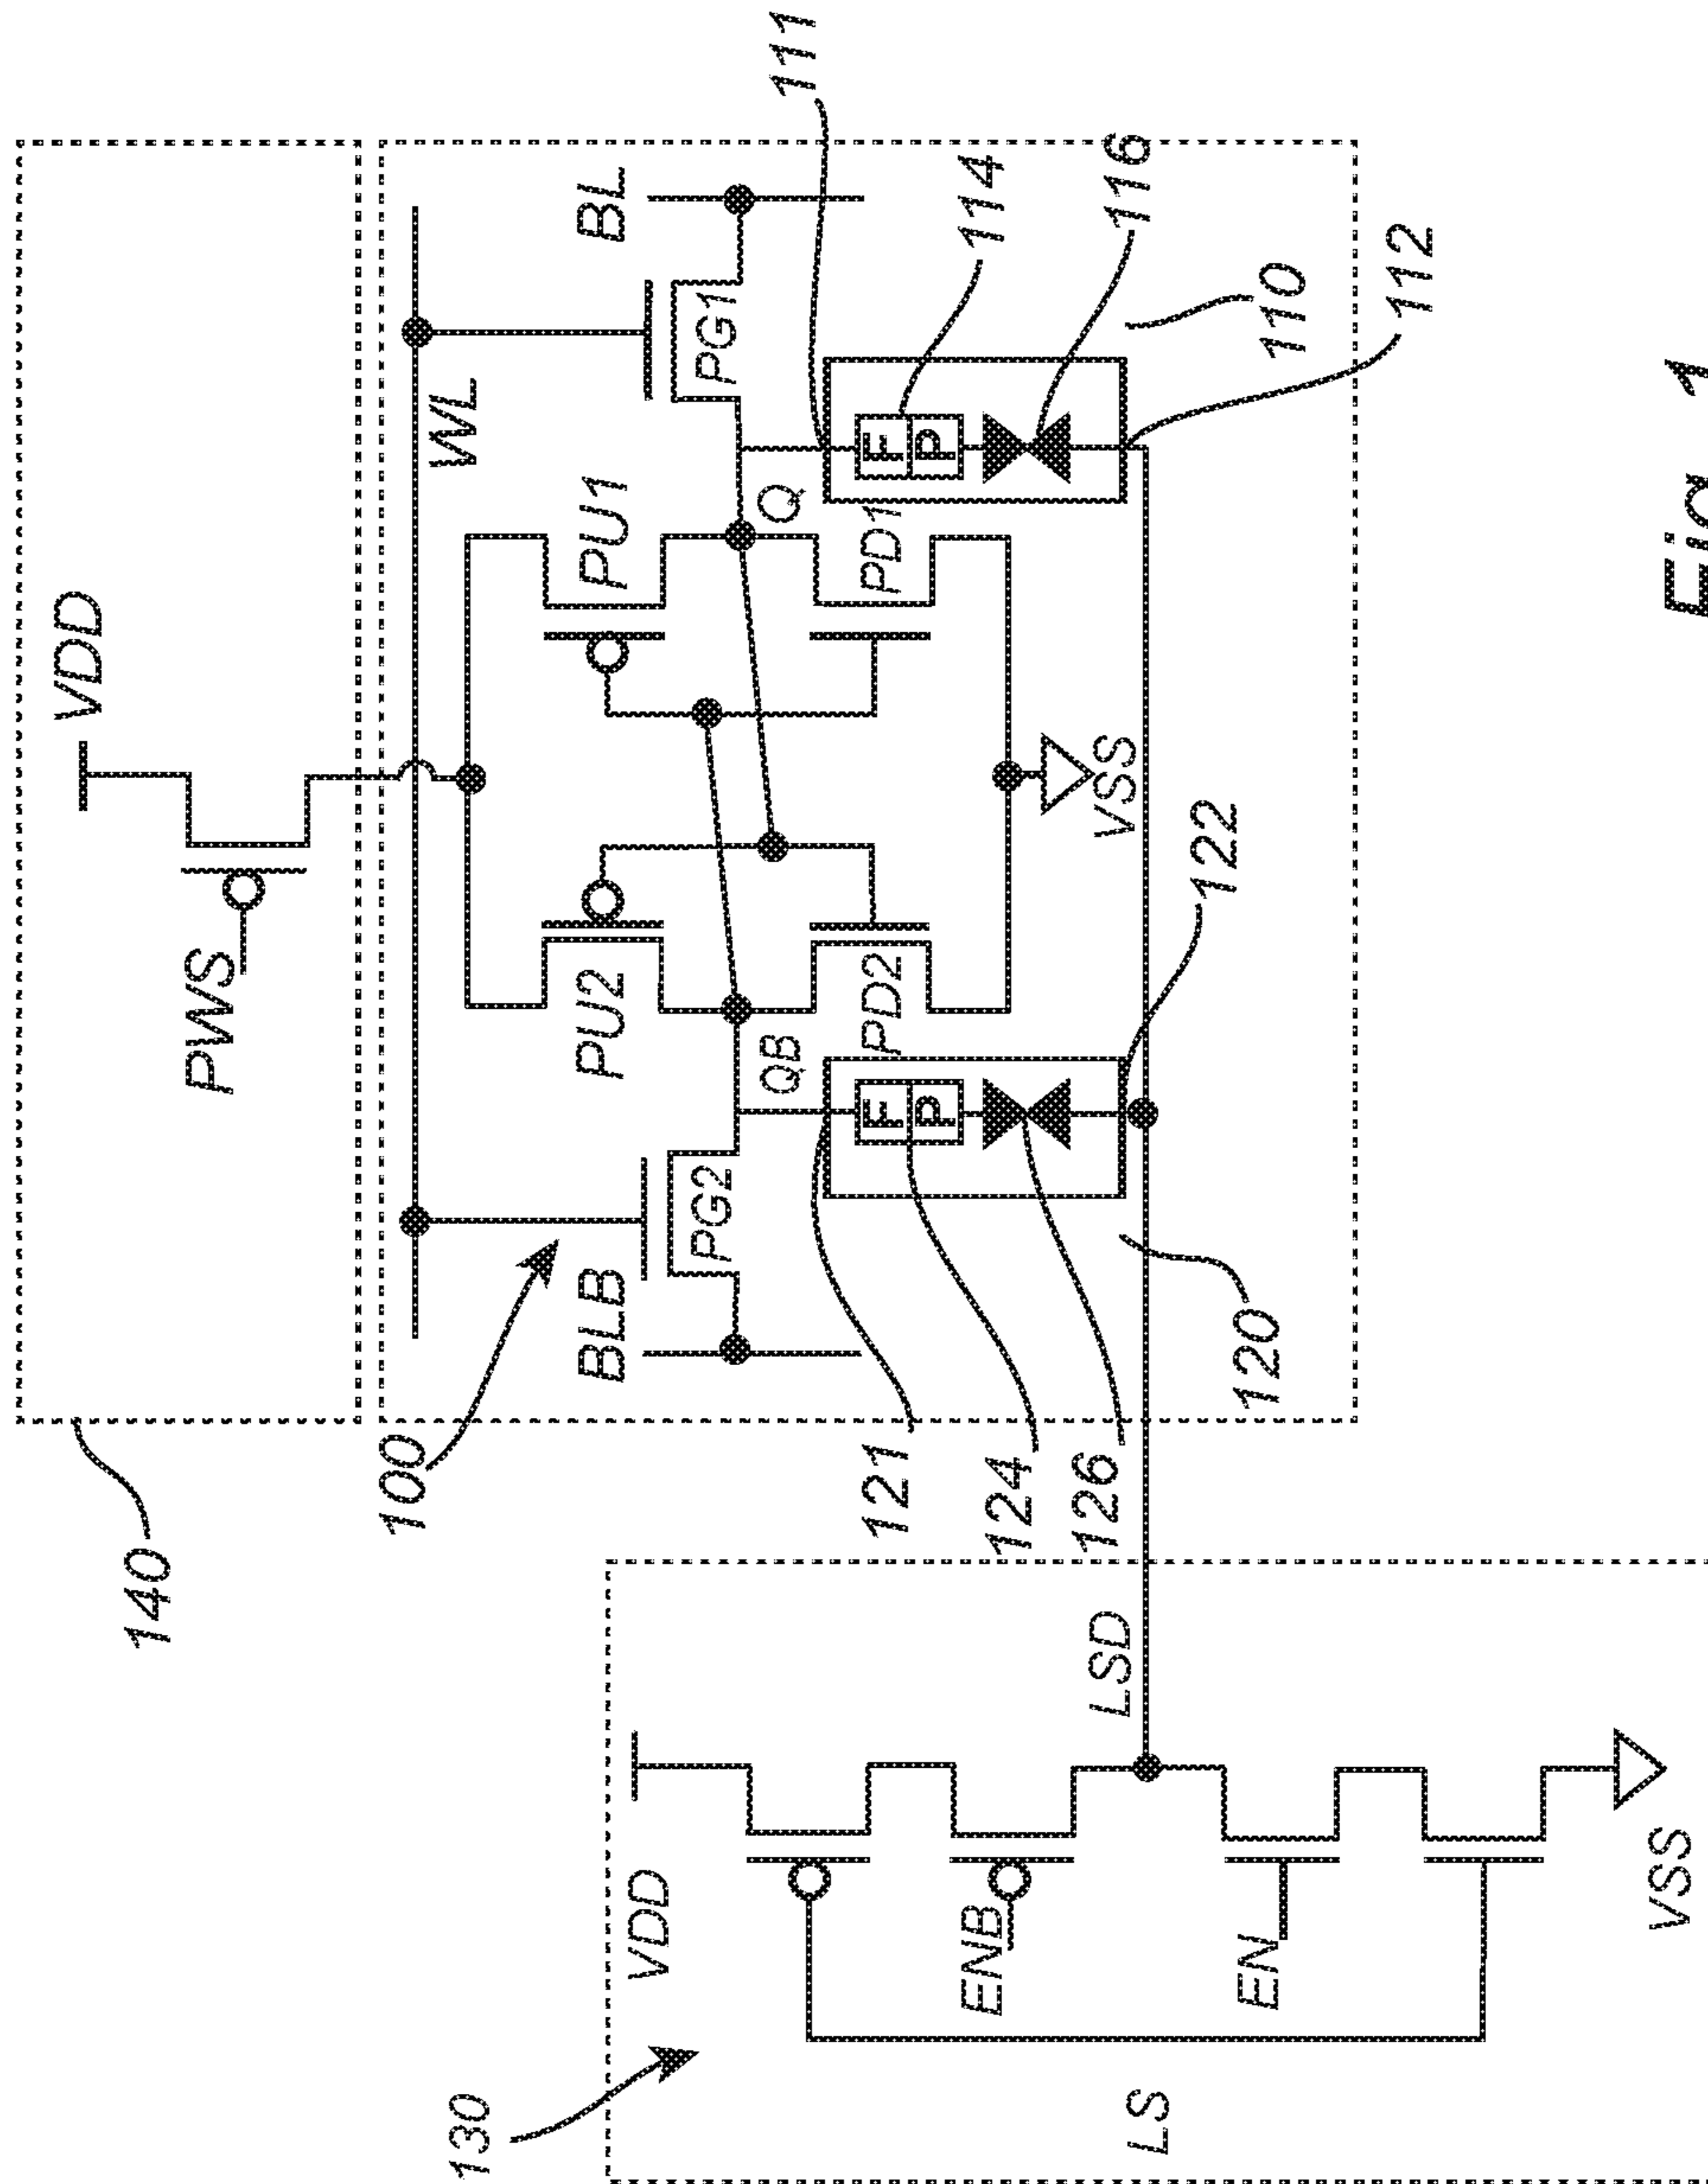 140
VDD
PWS
100
WL
BLB
BL
PU2
PU1
PG2
PG1
QB
Q
111
121
PD2
PD1
F
P
F
P
114
124
126
116
VSS
122
120
110
112
130
VDD
ENB
LSD
LS
EN
VSS
Fig. 1